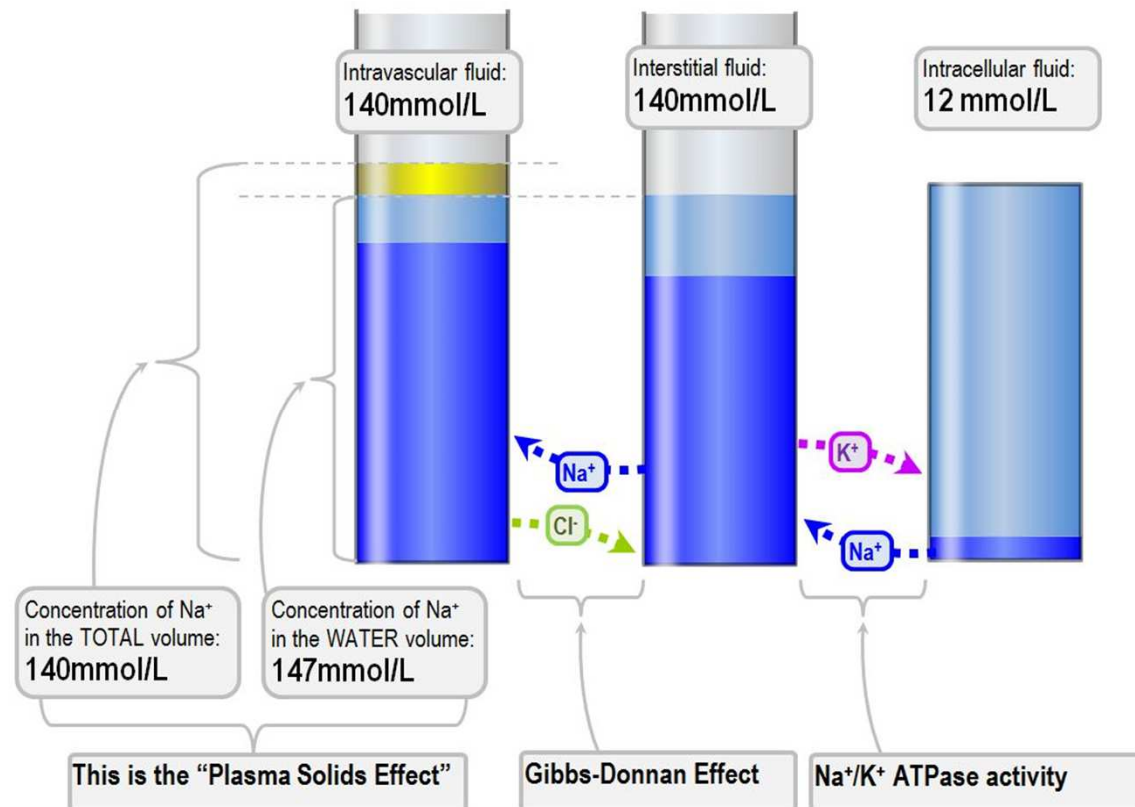 Intravascular fluid:
140mmol/L
Interstitial fluid:
140mmol/L
Intracellular fluid:
12 mmol/L
K⁺
Na⁺
Cl⁻
Na⁺
Concentration of Na⁺
in the TOTAL volume:
140mmol/L
Concentration of Na⁺
in the WATER volume:
147mmol/L
This is the “Plasma Solids Effect”
Gibbs-Donnan Effect
Na⁺/K⁺ ATPase activity